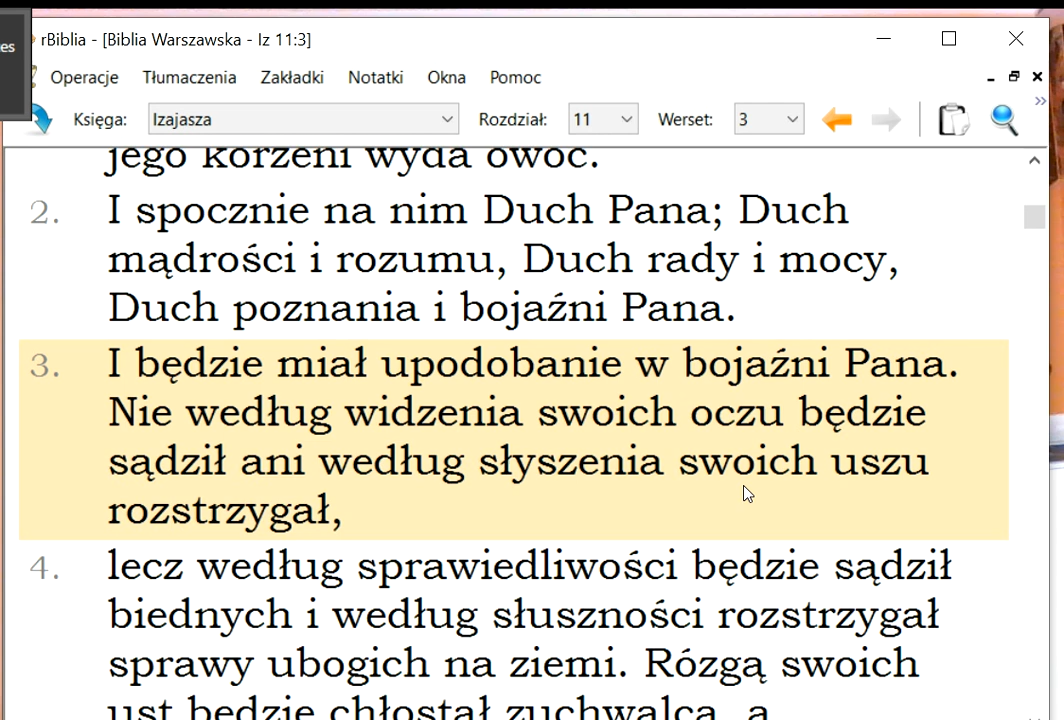 es
rBiblia - [Biblia Warszawska - Iz 11:3]
Operacje Tłumaczenia Zakładki Notatki Okna Pomoc
Księga: Izajasza Rozdział: 11 Werset: 3
jego korzeni wyda owoc.
2. I spocznie na nim Duch Pana; Duch
mądrości i rozumu, Duch rady i mocy,
Duch poznania i bojaźni Pana.
3. I będzie miał upodobanie w bojaźni Pana.
Nie według widzenia swoich oczu będzie
sądził ani według słyszenia swoich uszu
rozstrzygał,
4. lecz według sprawiedliwości będzie sądził
biednych i według słuszności rozstrzygał
sprawy ubogich na ziemi. Rózgą swoich
ust będzie chłostał zuchwalca, a